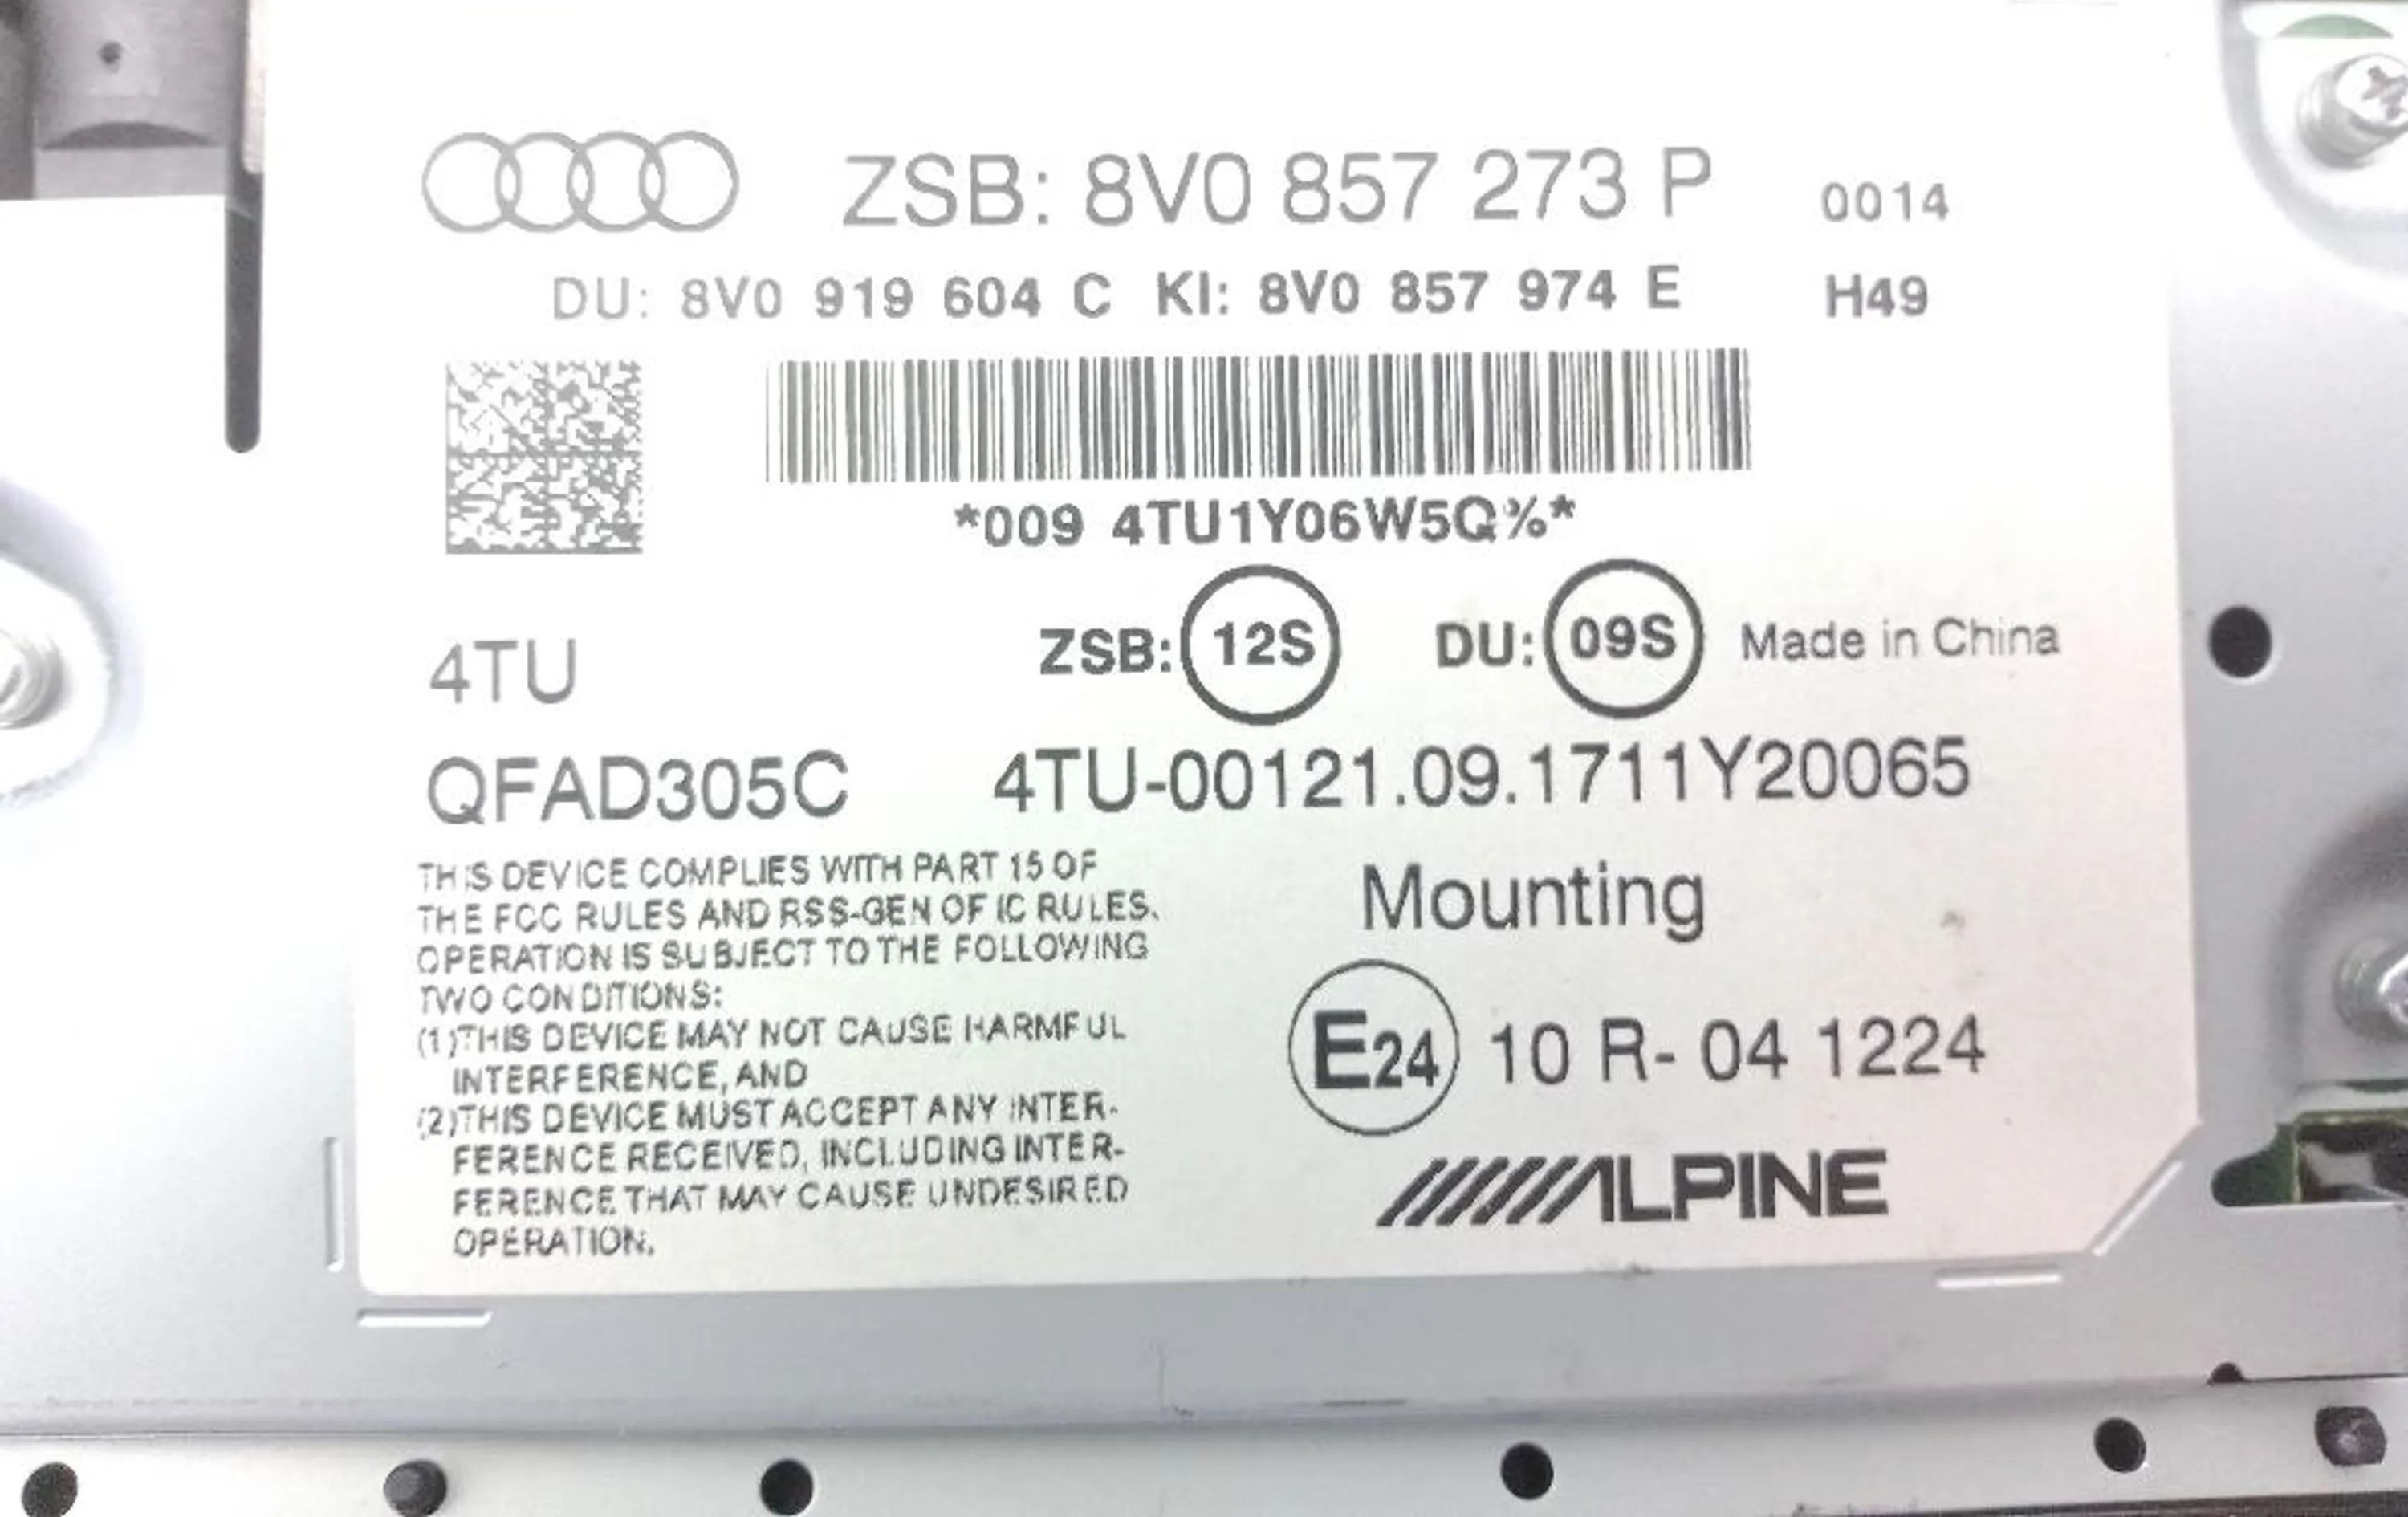 ZSB: 8V0 857 273 P 0014
DU: 8V0 919 604 C KI: 8V0 857 974 E H49
*009 4TU1Y06W5Q%*
4TU ZSB: 12S DU: 09S Made in China
QFAD305C 4TU-00121.09.1711Y20065
THIS DEVICE COMPLIES WITH PART 15 OF
THE FCC RULES AND RSS-GEN OF IC RULES.
OPERATION IS SUBJECT TO THE FOLLOWING
TWO CONDITIONS:
(1)THIS DEVICE MAY NOT CAUSE HARMFUL
INTERFERENCE, AND
(2)THIS DEVICE MUST ACCEPT ANY INTER-
FERENCE RECEIVED, INCLUDING INTER-
FERENCE THAT MAY CAUSE UNDESIRED
OPERATION.
Mounting
E24 10 R- 04 1224
ALPINE